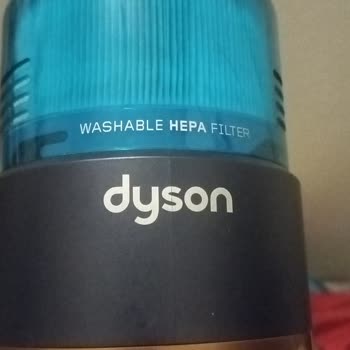 WASHABLE HEPA FILTER
dyson